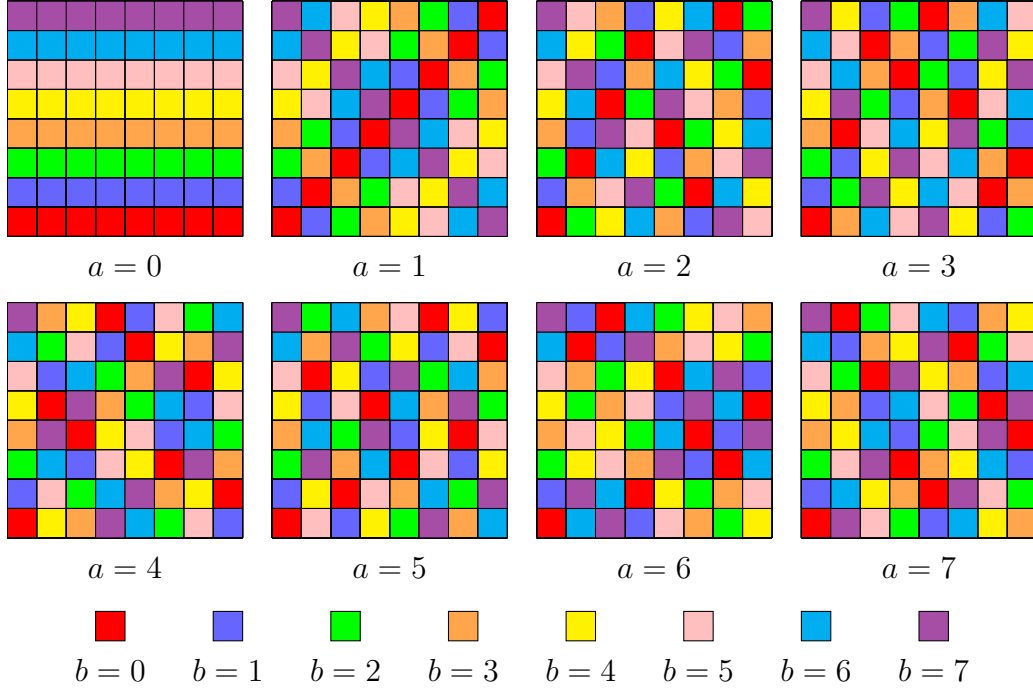 a = 0 a = 1 a = 2 a = 3
a = 4 a = 5 a = 6 a = 7
b = 0 b = 1 b = 2 b = 3 b = 4 b = 5 b = 6 b = 7